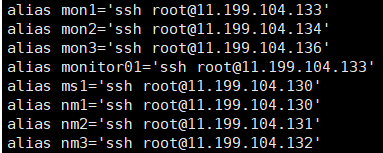 alias mon1='ssh root@11.199.104.133'
alias mon2='ssh root@11.199.104.134'
alias mon3='ssh root@11.199.104.136'
alias monitor01='ssh root@11.199.104.133'
alias ms1='ssh root@11.199.104.130'
alias nm1='ssh root@11.199.104.130'
alias nm2='ssh root@11.199.104.131'
alias nm3='ssh root@11.199.104.132'